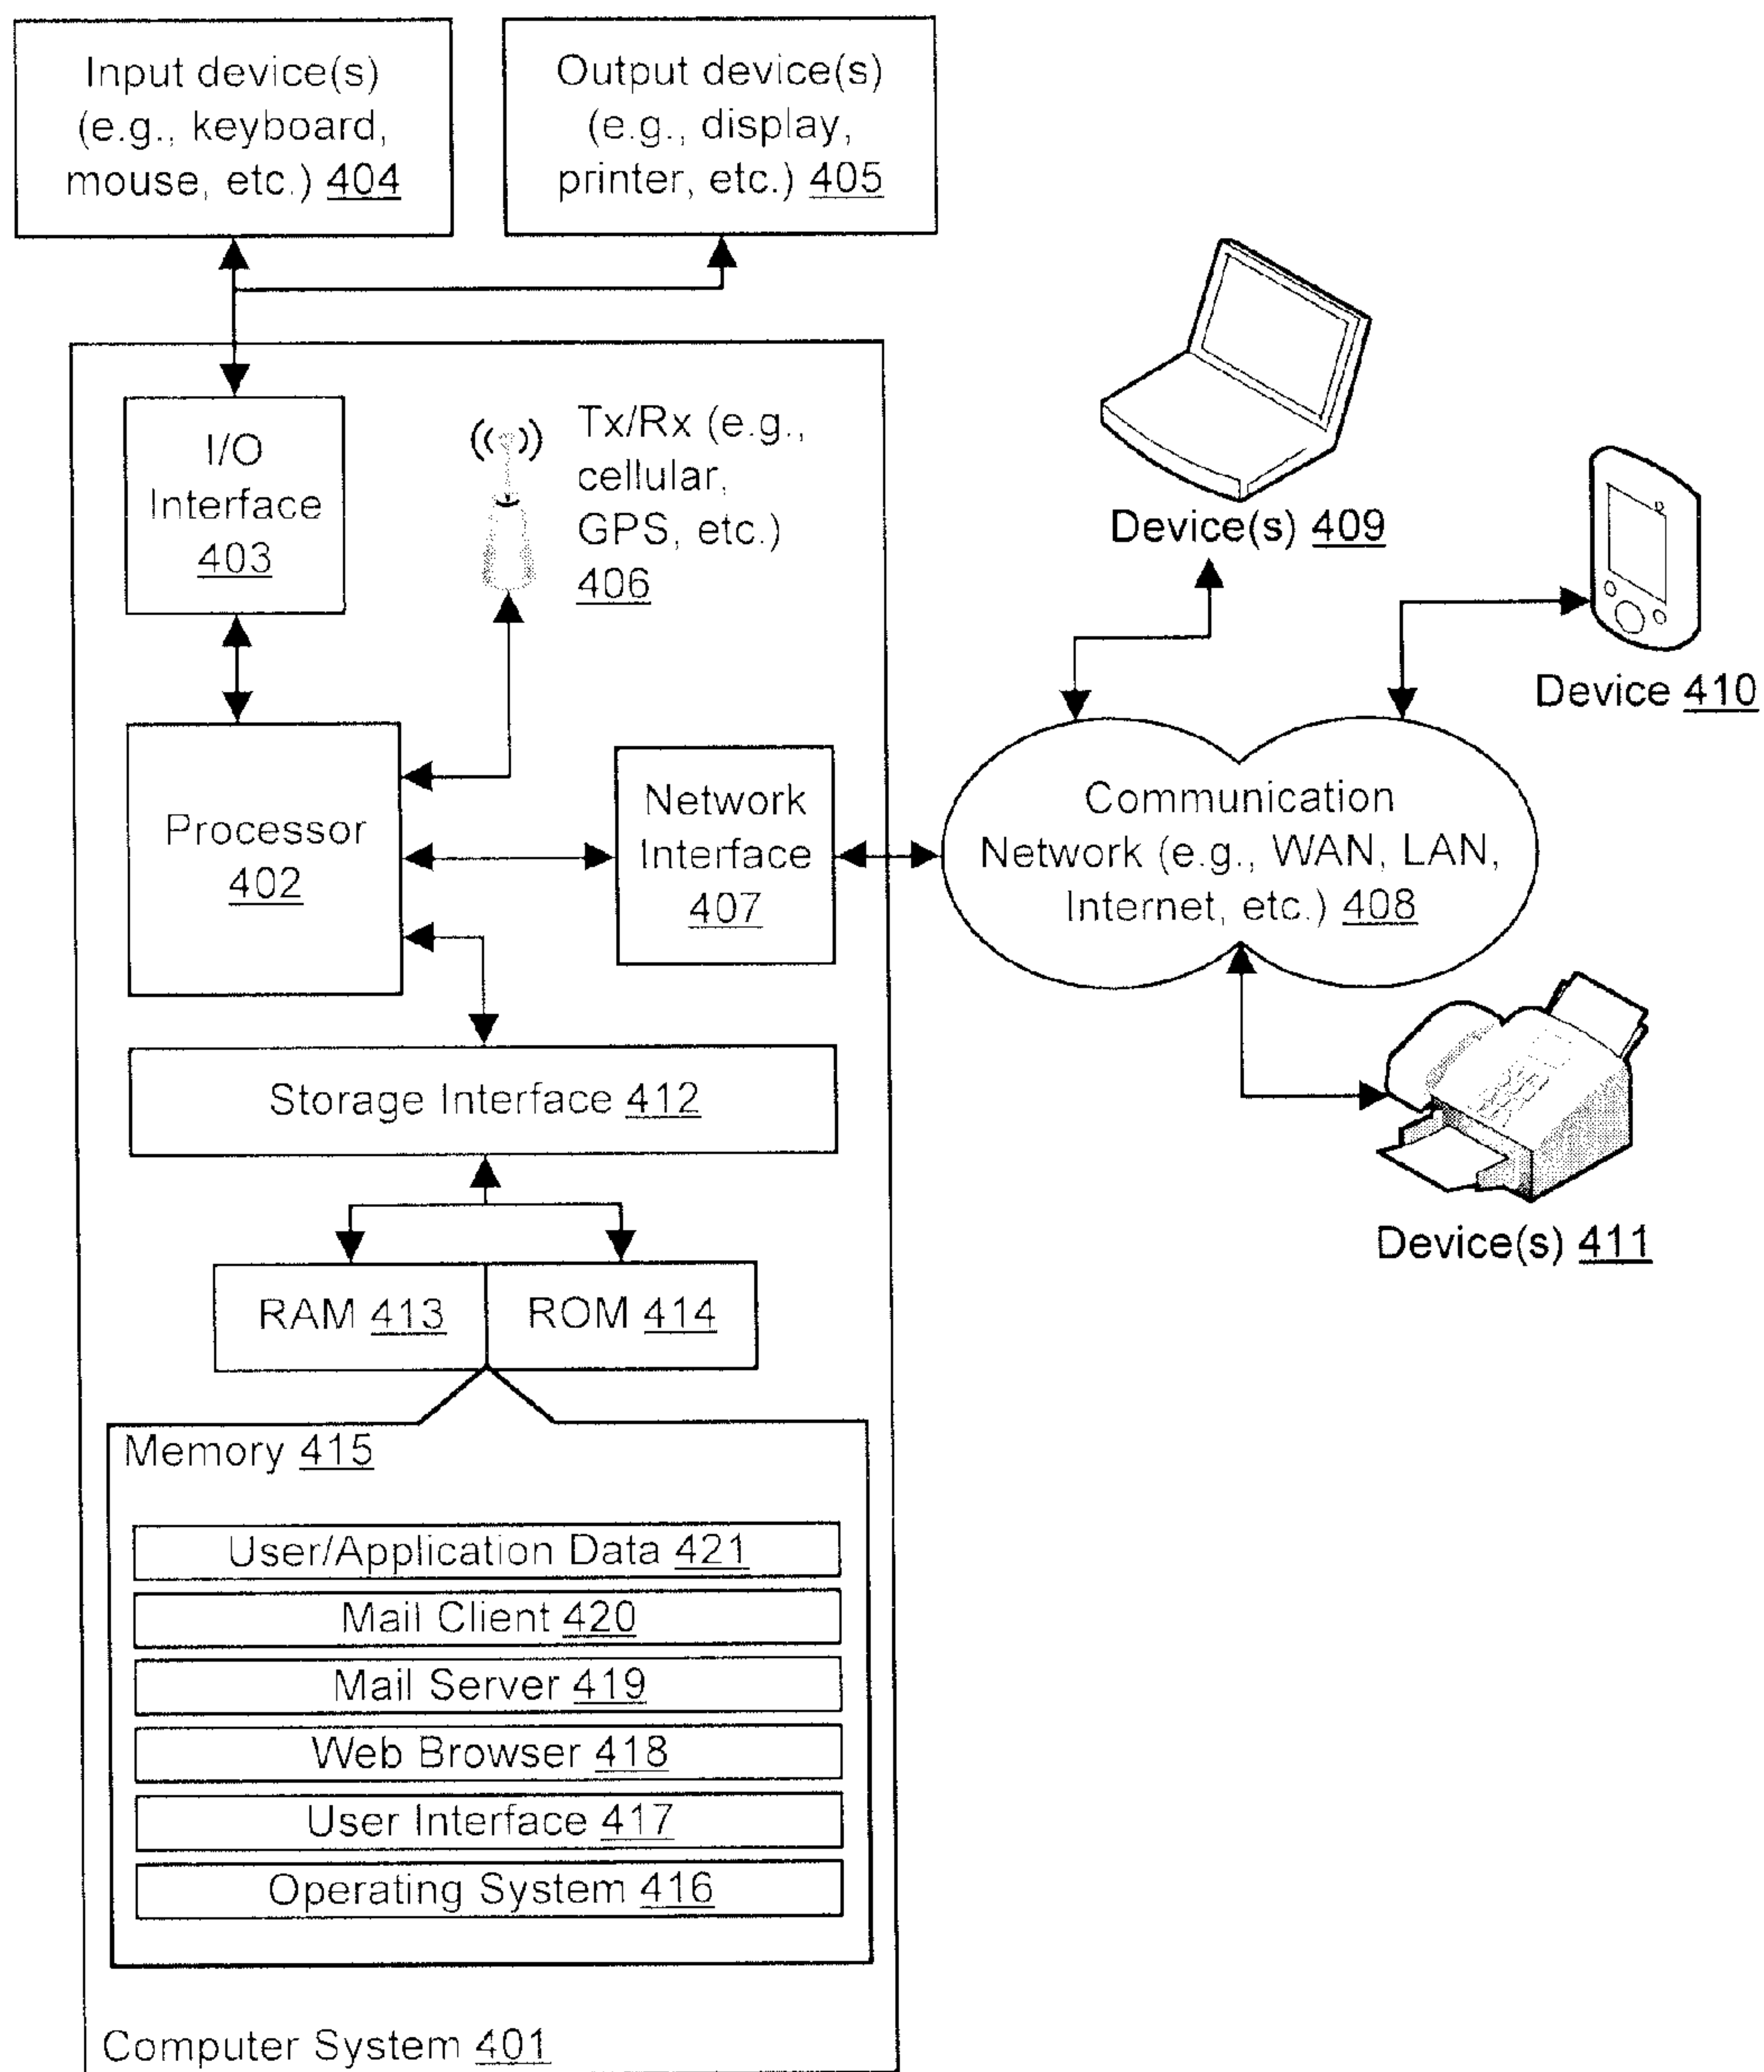 Input device(s)
(e.g., keyboard,
mouse, etc.) 404
Output device(s)
(e.g., display,
printer, etc.) 405
I/O
Interface
403
Tx/Rx (e.g.,
cellular,
GPS, etc.)
406
Device(s) 409
Device 410
Processor
402
Network
Interface
407
Communication
Network (e.g., WAN, LAN,
Internet, etc.) 408
Storage Interface 412
Device(s) 411
RAM 413
ROM 414
Memory 415
User/Application Data 421
Mail Client 420
Mail Server 419
Web Browser 418
User Interface 417
Operating System 416
Computer System 401